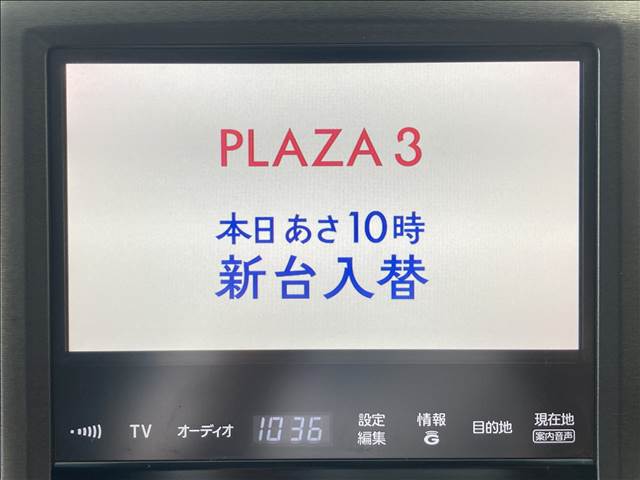 PLAZA 3
本日あさ10時
新台入替
TV オーディオ 10:36 設定編集 情報G 目的地 現在地 案内音声